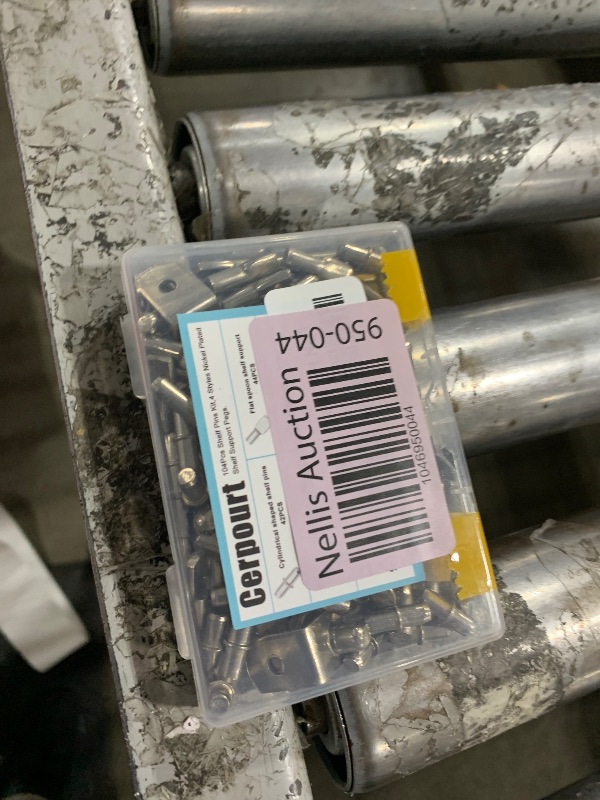 Cerpourt
104Pcs Shelf Pins Kit,4 Styles Nickel Plated
Shelf Support Pegs.
Cylindrical shaped shelf pins
42PCS
Flat spoon shelf support
44PCS
Nellis Auction
1046950044
950-044